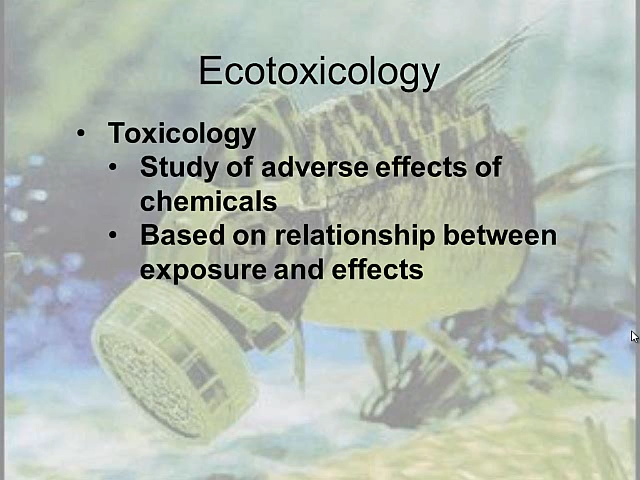 Ecotoxicology
• Toxicology
• Study of adverse effects of
chemicals
• Based on relationship between
exposure and effects